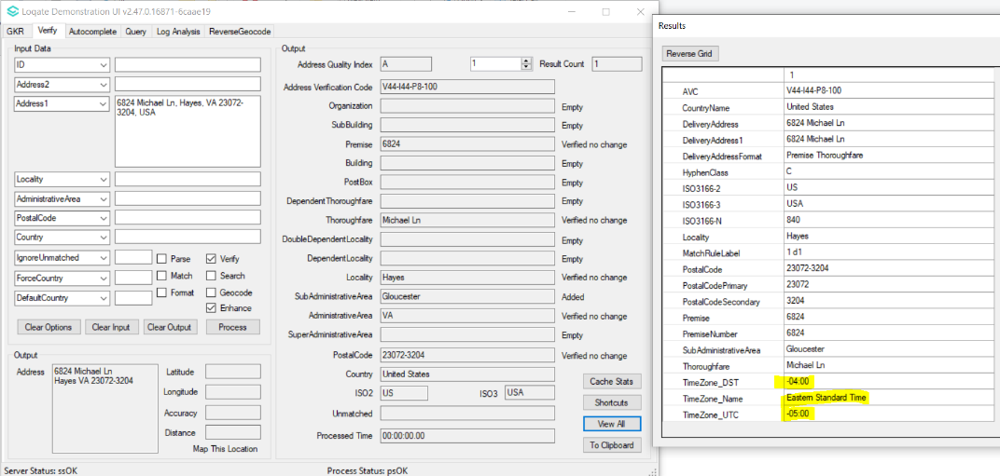 Loqate Demonstration UI v2.47.0.16871-6caae19
GKR Verify Autocomplete Query Log Analysis ReverseGeocode
Input Data
ID
Address2
Address1
6824 Michael Ln, Hayes, VA 23072-
3204, USA
Locality
AdministrativeArea
PostalCode
Country
IgnoreUnmatched
Parse
Verify
ForceCountry
Match
Search
DefaultCountry
Format
Geocode
Enhance
Clear Options
Clear Input
Clear Output
Process
Output
Address
6824 Michael Ln
Hayes VA 23072-3204
Latitude
Longitude
Accuracy
Distance
Map This Location
Output
Address Quality Index A 1 Result Count 1
Address Verification Code V44-I44-P8-100
Organization Empty
SubBuilding Empty
Premise 6824 Verified no change
Building Empty
PostBox Empty
DependentThoroughfare Empty
Thoroughfare Michael Ln Verified no change
DoubleDependentLocality Empty
DependentLocality Empty
Locality Hayes Verified no change
SubAdministrativeArea Gloucester Added
AdministrativeArea VA Verified no change
SuperAdministrativeArea Empty
PostalCode 23072-3204 Verified no change
Country United States
ISO2 US ISO3 USA
Unmatched
Processed Time 00:00:00.00
Cache Stats
Shortcuts
View All
To Clipboard
Server Status: ssOK Process Status: psOK
Results
Reverse Grid
1
AVC V44-I44-P8-100
CountryName United States
DeliveryAddress 6824 Michael Ln
DeliveryAddress1 6824 Michael Ln
DeliveryAddressFormat Premise Thoroughfare
HyphenClass C
ISO3166-2 US
ISO3166-3 USA
ISO3166-N 840
Locality Hayes
MatchRuleLabel 1 d1
PostalCode 23072-3204
PostalCodePrimary 23072
PostalCodeSecondary 3204
Premise 6824
PremiseNumber 6824
SubAdministrativeArea Gloucester
Thoroughfare Michael Ln
TimeZone_DST -04:00
TimeZone_Name Eastern Standard Time
TimeZone_UTC -05:00